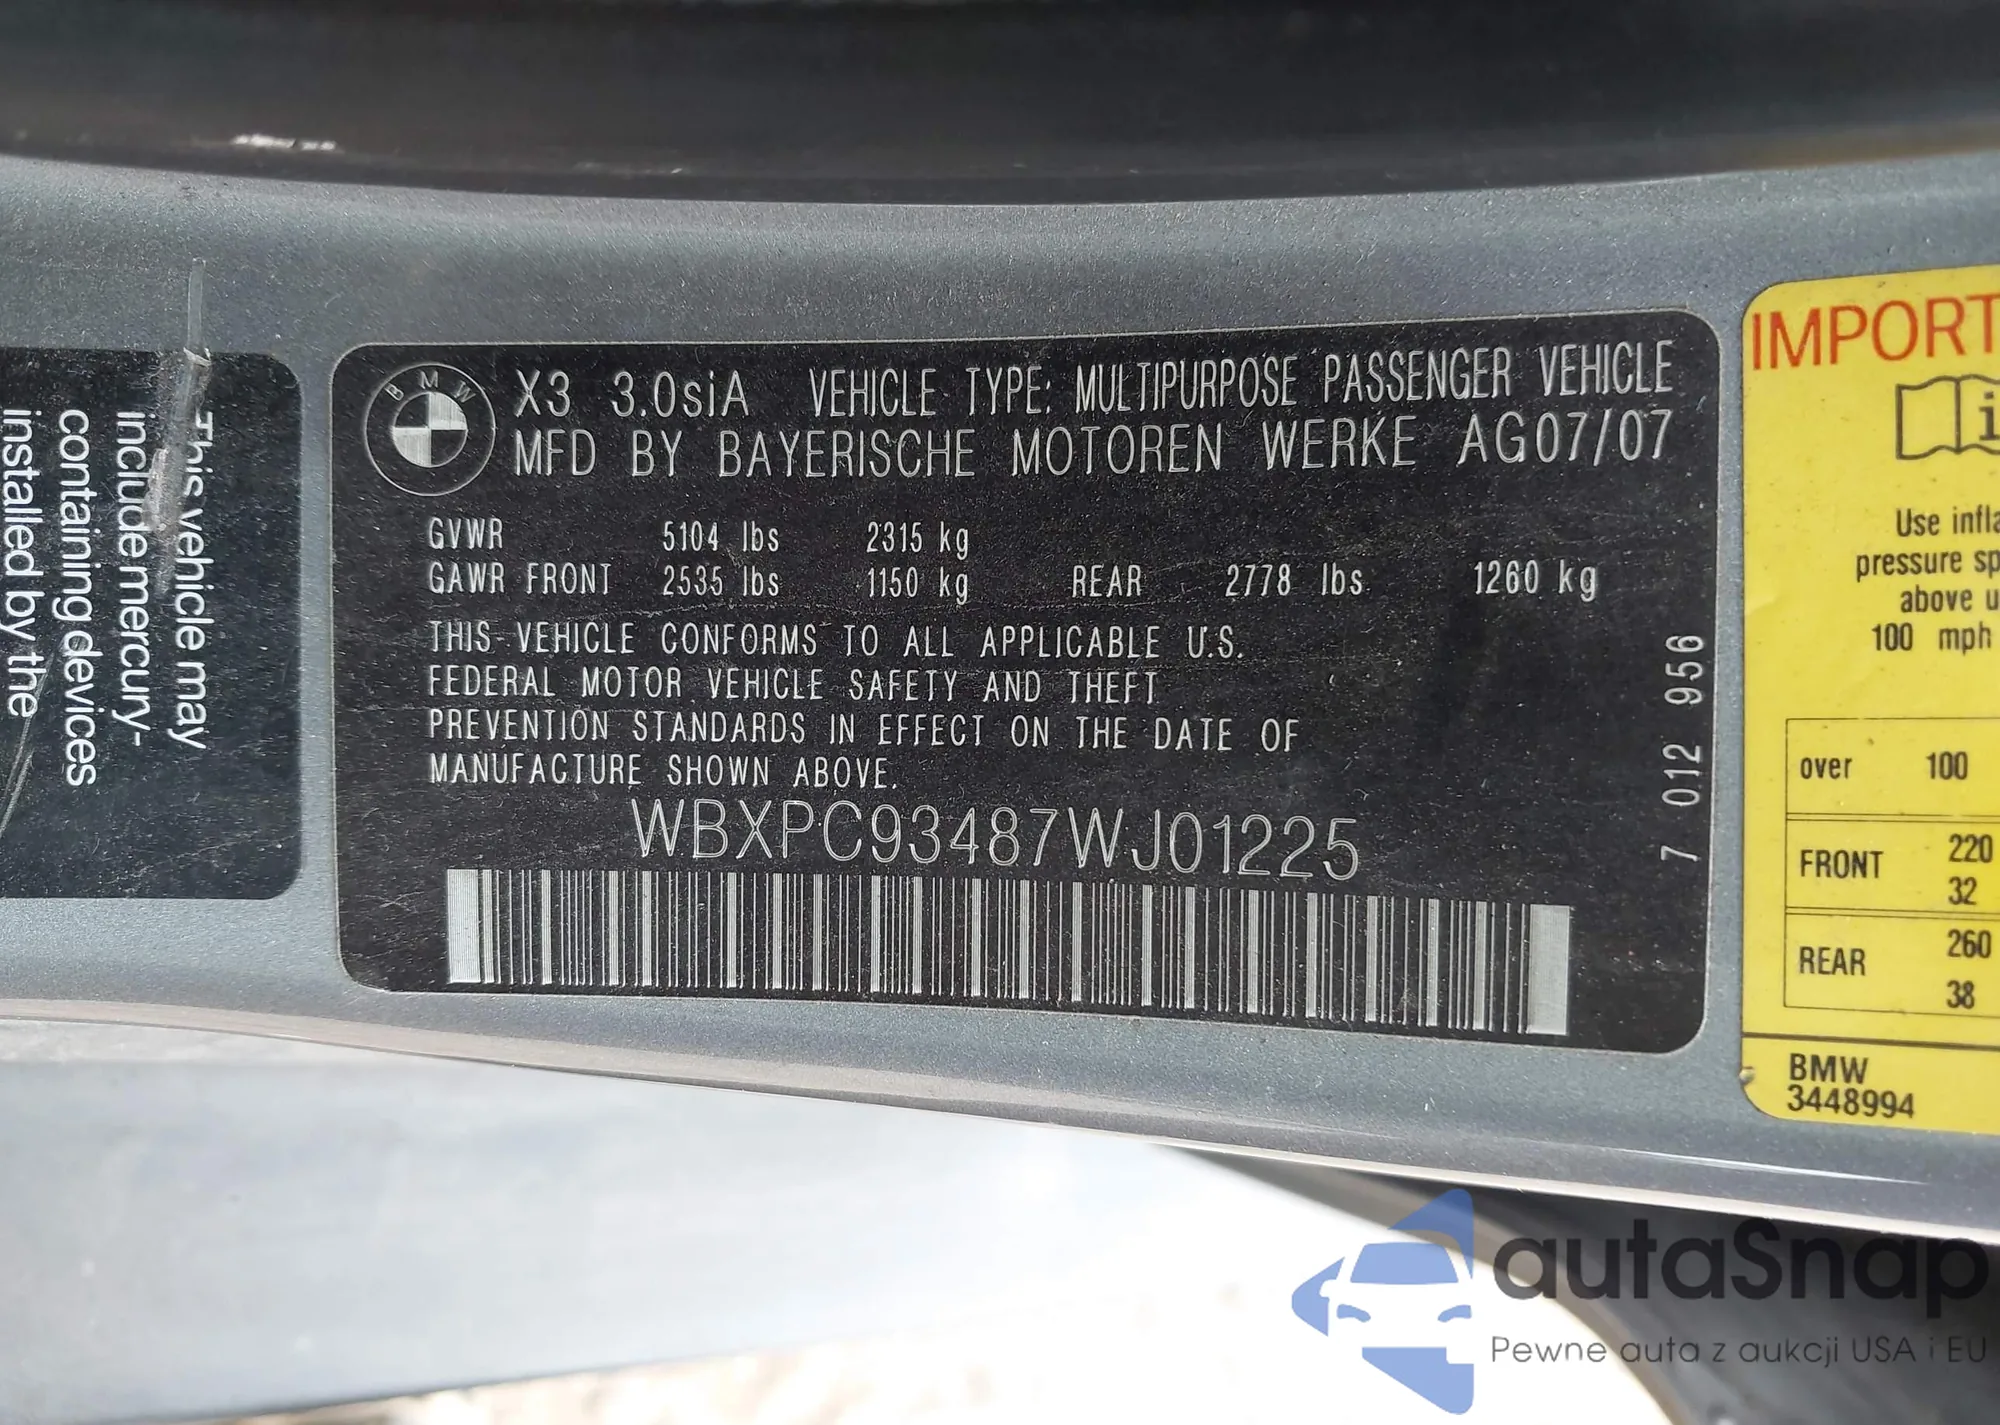 This vehicle may
include mercury-
containing devices
installed by the
BMW
X3 3.0siA VEHICLE TYPE: MULTIPURPOSE PASSENGER VEHICLE
MFD BY BAYERISCHE MOTOREN WERKE AG07/07
GVWR 5104 lbs 2315 kg
GAWR FRONT 2535 lbs 1150 kg REAR 2778 lbs 1260 kg
THIS VEHICLE CONFORMS TO ALL APPLICABLE U.S.
FEDERAL MOTOR VEHICLE SAFETY AND THEFT
PREVENTION STANDARDS IN EFFECT ON THE DATE OF
MANUFACTURE SHOWN ABOVE.
WBXPC93487WJ01225
7 012 956
IMPORT
i
Use infla
pressure sp
above u
100 mph
over 100
FRONT 220
32
REAR 260
38
BMW
3448994
autaSnap
Pewne auta z aukcji USA i EU